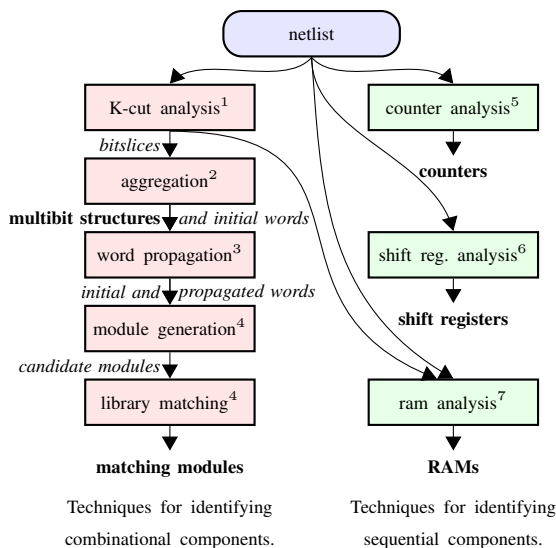 netlist
K-cut analysis¹
counter analysis⁵
bitslices
counters
aggregation²
multibit structures and initial words
word propagation³
shift reg. analysis⁶
initial and propagated words
module generation⁴
shift registers
candidate modules
library matching⁴
ram analysis⁷
matching modules
RAMs
Techniques for identifying
combinational components.
Techniques for identifying
sequential components.